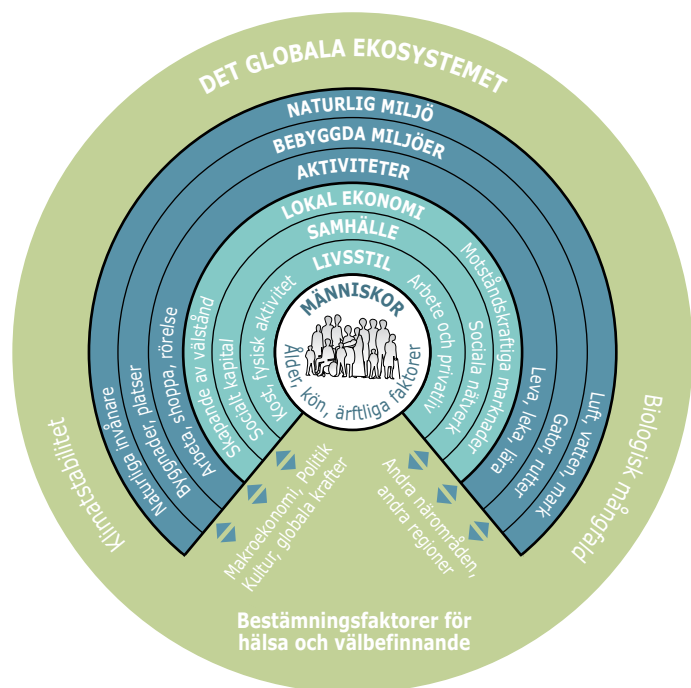 DET GLOBALA EKOSYSTEMET
NATURLIG MILJÖ
BEBYGGDA MILJÖER
AKTIVITETER
LOKAL EKONOMI
SAMHÄLLE
LIVSSTIL
MÄNNISKOR
Ålder, kön, ärftliga faktorer
Kost, fysisk aktivitet
Arbete och privatliv
Socialt kapital
Sociala nätverk
Skapande av välstånd
Motståndskraftiga marknader
Arbeta, shoppa, rörelse
Leva, leka, lära
Byggnader, platser
Gator, rutter
Naturliga invånare
Luft, vatten, mark
Klimatstabilitet
Biologisk mångfald
Makroekonomi, Politik
Kultur, globala krafter
Andra närområden,
andra regioner
Bestämningsfaktorer för
hälsa och välbefinnande